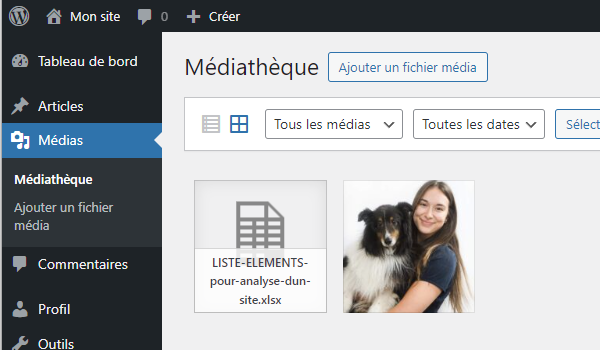 Mon site 0 Créer
Tableau de bord
Médiathèque Ajouter un fichier média
Articles
Tous les médias Toutes les dates Sélect
Médias
Médiathèque
Ajouter un fichier
média
Commentaires
Profil
Outils
LISTE-ELEMENTS-
pour-analyse-dun-
site.xlsx